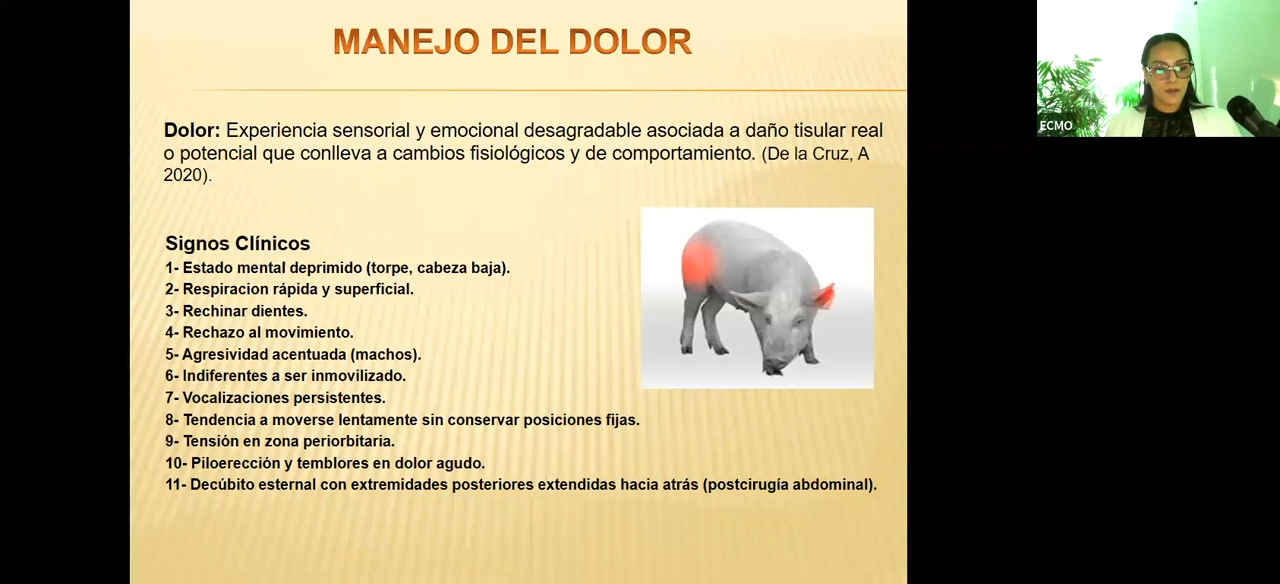 MANEJO DEL DOLOR
Dolor: Experiencia sensorial y emocional desagradable asociada a daño tisular real
o potencial que conlleva a cambios fisiológicos y de comportamiento. (De la Cruz, A
2020).
Signos Clínicos
1- Estado mental deprimido (torpe, cabeza baja).
2- Respiracion rápida y superficial.
3- Rechinar dientes.
4- Rechazo al movimiento.
5- Agresividad acentuada (machos).
6- Indiferentes a ser inmovilizado.
7- Vocalizaciones persistentes.
8- Tendencia a moverse lentamente sin conservar posiciones fijas.
9- Tensión en zona periorbitaria.
10- Piloerección y temblores en dolor agudo.
11- Decúbito esternal con extremidades posteriores extendidas hacia atrás (postcirugía abdominal).
ECMO